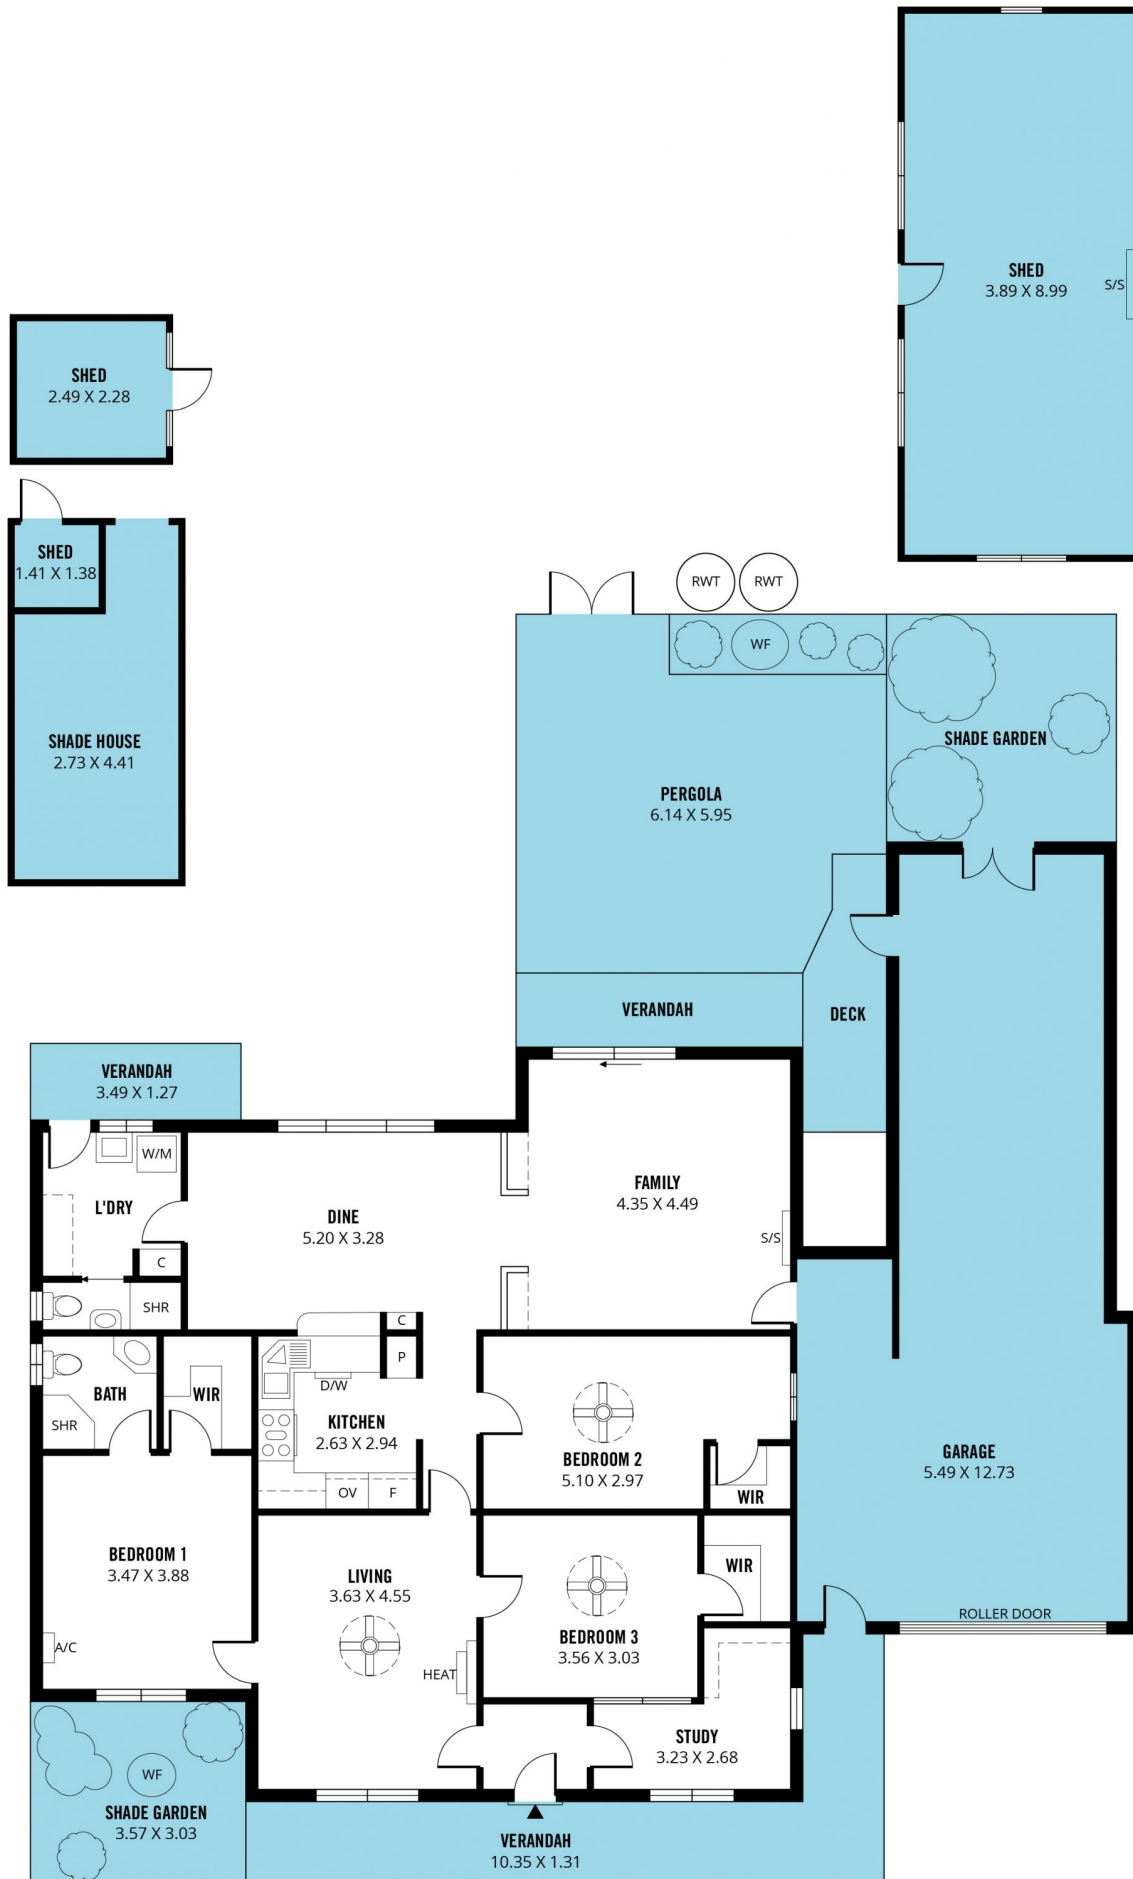 SHED
3.89 X 8.99
S/S
SHED
2.49 X 2.28
SHED
1.41 X 1.38
SHADE HOUSE
2.73 X 4.41
RWT
RWT
WF
SHADE GARDEN
PERGOLA
6.14 X 5.95
VERANDAH
DECK
VERANDAH
3.49 X 1.27
W/M
L'DRY
C
SHR
DINE
5.20 X 3.28
FAMILY
4.35 X 4.49
S/S
C
P
D/W
KITCHEN
2.63 X 2.94
OV
F
BATH
SHR
WIR
BEDROOM 2
5.10 X 2.97
WIR
GARAGE
5.49 X 12.73
ROLLER DOOR
BEDROOM 1
3.47 X 3.88
A/C
LIVING
3.63 X 4.55
HEAT
BEDROOM 3
3.56 X 3.03
WIR
STUDY
3.23 X 2.68
WF
SHADE GARDEN
3.57 X 3.03
VERANDAH
10.35 X 1.31